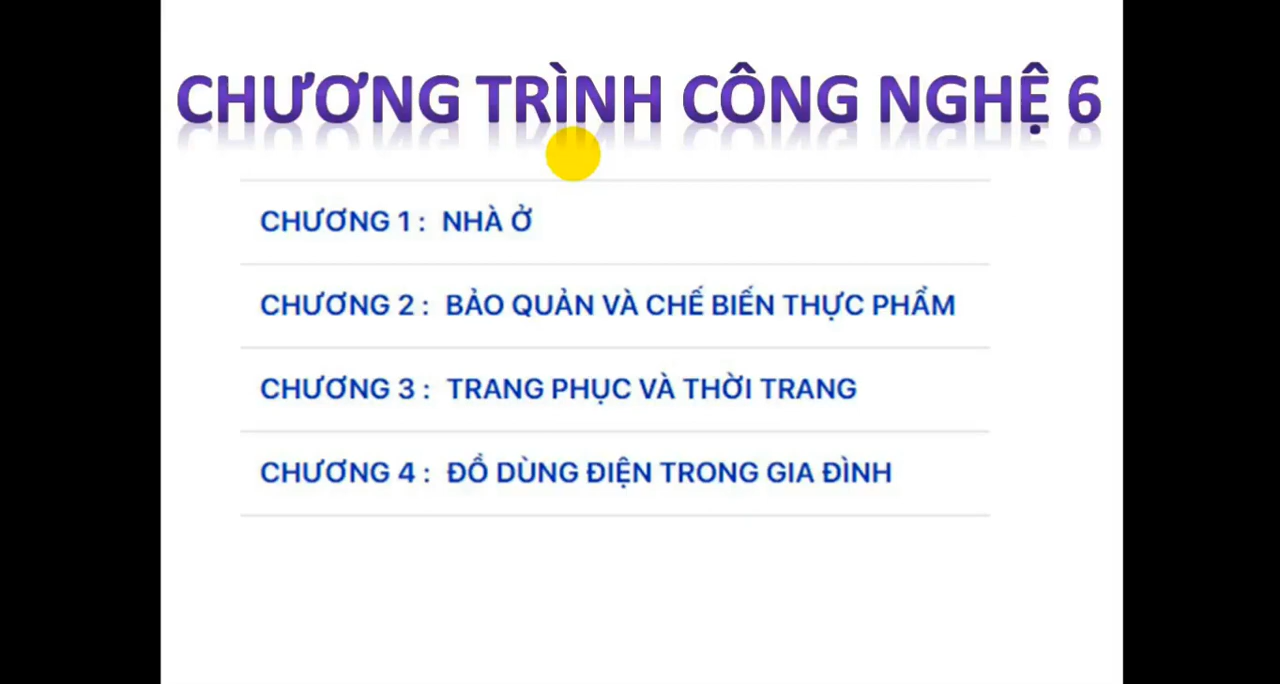 CHƯƠNG TRÌNH CÔNG NGHỆ 6
CHƯƠNG 1 : NHÀ Ở
CHƯƠNG 2 : BẢO QUẢN VÀ CHẾ BIẾN THỰC PHẨM
CHƯƠNG 3 : TRANG PHỤC VÀ THỜI TRANG
CHƯƠNG 4 : ĐỒ DÙNG ĐIỆN TRONG GIA ĐÌNH